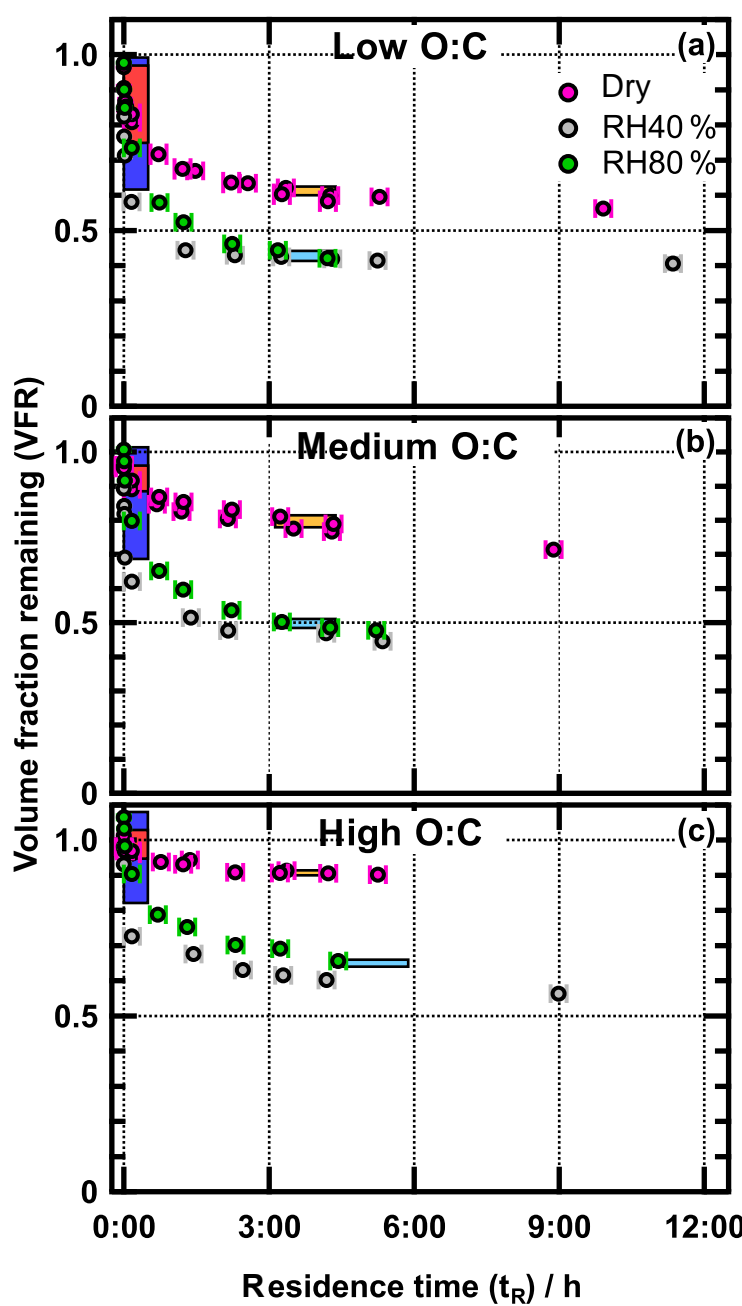 Low O:C
(a)
Dry
RH40 %
RH80 %
1.0
0.5
0
Medium O:C
(b)
1.0
0.5
0
High O:C
(c)
1.0
0.5
0
Volume fraction remaining (VFR)
0:00 3:00 6:00 9:00 12:00
Residence time (tR) / h